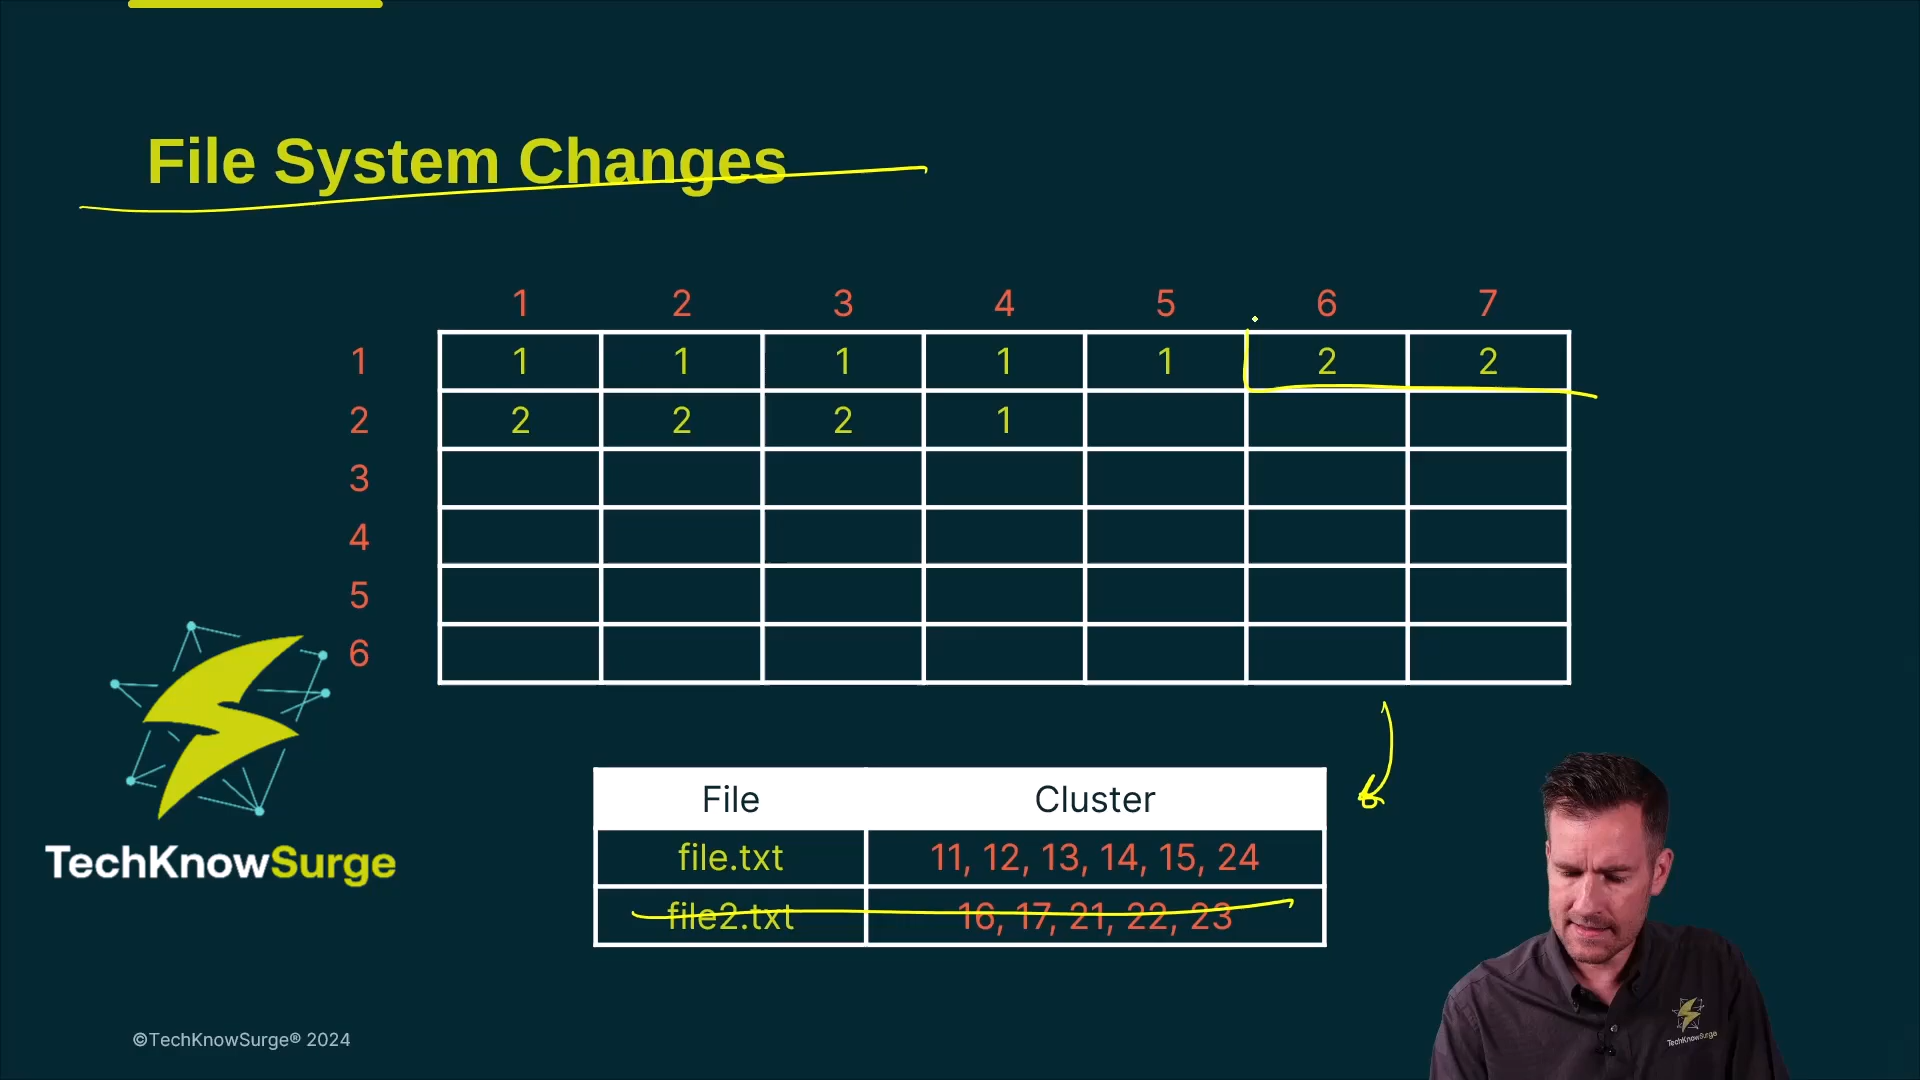 File System Changes
1 2 3 4 5 6 7
1 1 1 1 1 1 2 2
2 2 2 2 1
3
4
5
6
File Cluster
file.txt 11, 12, 13, 14, 15, 24
file2.txt 16, 17, 21, 22, 23
TechKnowSurge
TechKnowSurge
©TechKnowSurge® 2024